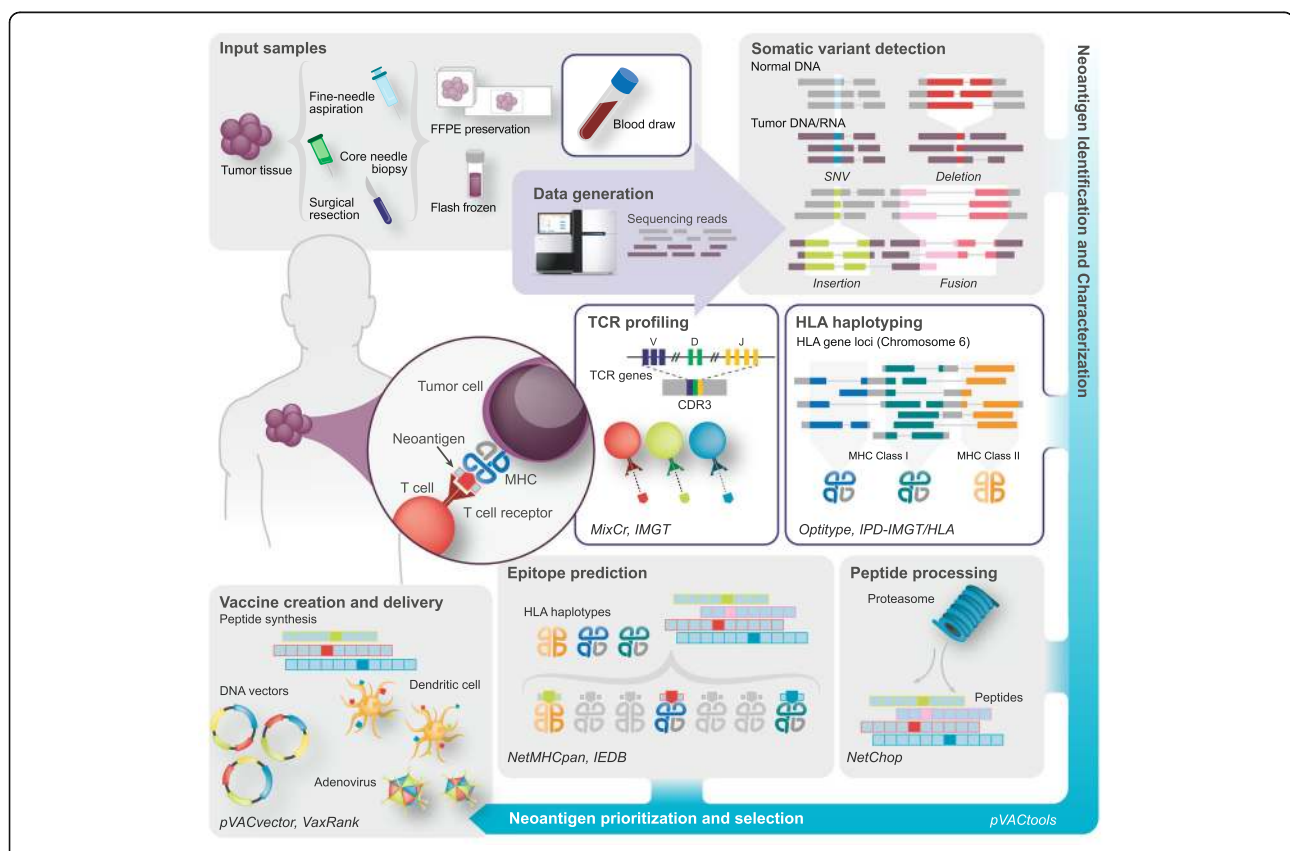 Input samples
Fine-needle
aspiration
Tumor tissue
Core needle
biopsy
Surgical
resection
FFPE preservation
Flash frozen
Blood draw
Data generation
Sequencing reads
Somatic variant detection
Normal DNA
Tumor DNA/RNA
SNV
Deletion
Insertion
Fusion
Neoantigen Identification and Characterization
Tumor cell
Neoantigen
MHC
T cell
T cell receptor
TCR profiling
V D J
TCR genes
CDR3
MixCr, IMGT
HLA haplotyping
HLA gene loci (Chromosome 6)
MHC Class I
MHC Class II
Optitype, IPD-IMGT/HLA
Epitope prediction
HLA haplotypes
NetMHCpan, IEDB
Peptide processing
Proteasome
Peptides
NetChop
Vaccine creation and delivery
Peptide synthesis
DNA vectors
Dendritic cell
Adenovirus
pVACvector, VaxRank
Neoantigen prioritization and selection
pVACtools